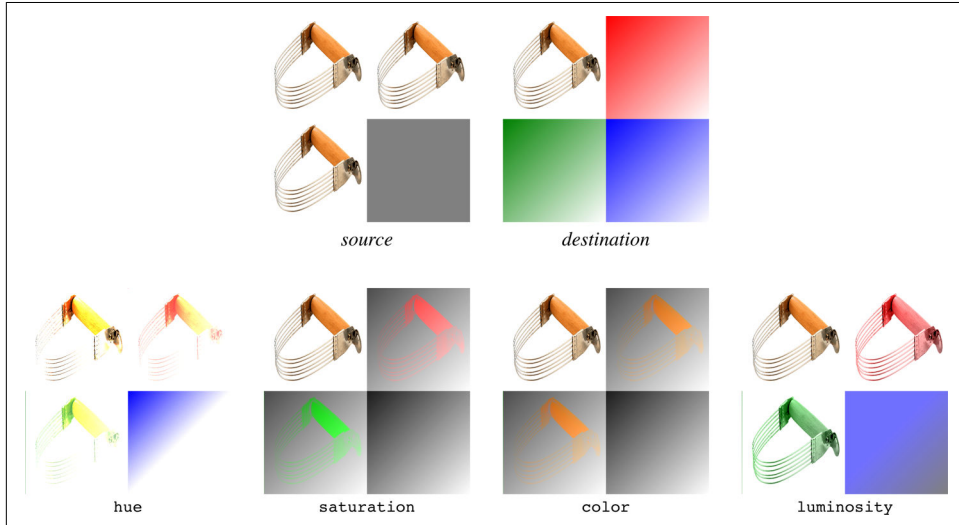 source
destination
hue
saturation
color
luminosity